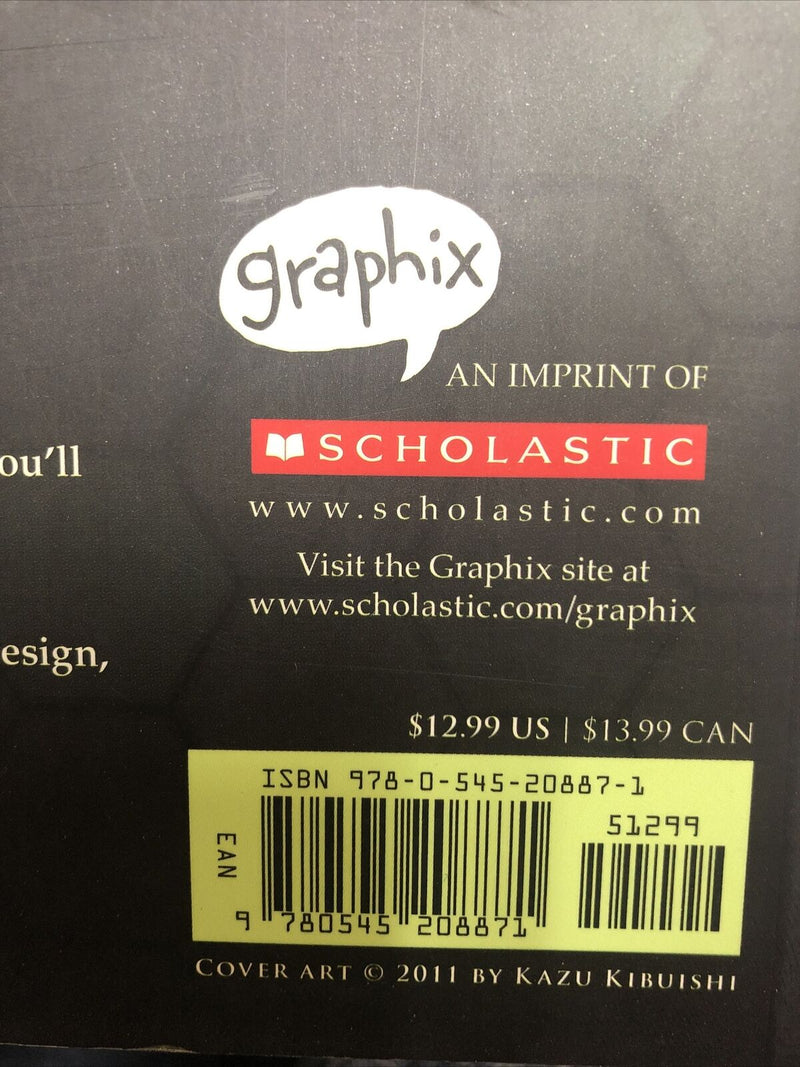 graphix
AN IMPRINT OF
SCHOLASTIC
www.scholastic.com
ou'll
Visit the Graphix site at
www.scholastic.com/graphix
esign,
$12.99 US | $13.99 CAN
ISBN 978-0-545-20887-1
51299
EAN
9 780545 208871
COVER ART © 2011 BY KAZU KIBUISHI